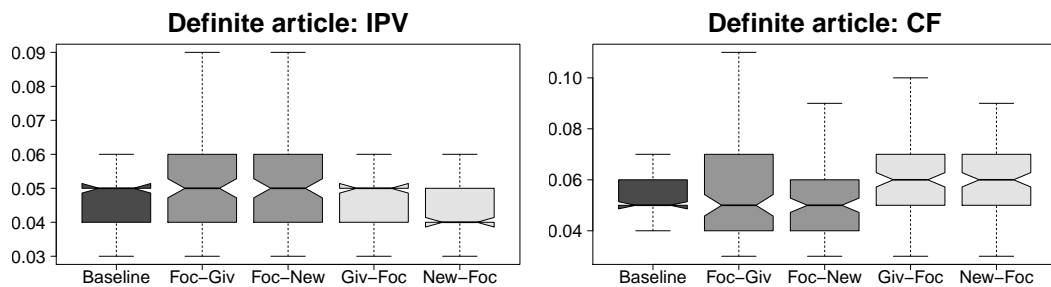 Definite article: IPV
0.09
0.08
0.07
0.06
0.05
0.04
0.03
Baseline Foc−Giv Foc−New Giv−Foc New−Foc
Definite article: CF
0.10
0.08
0.06
0.04
Baseline Foc−Giv Foc−New Giv−Foc New−Foc